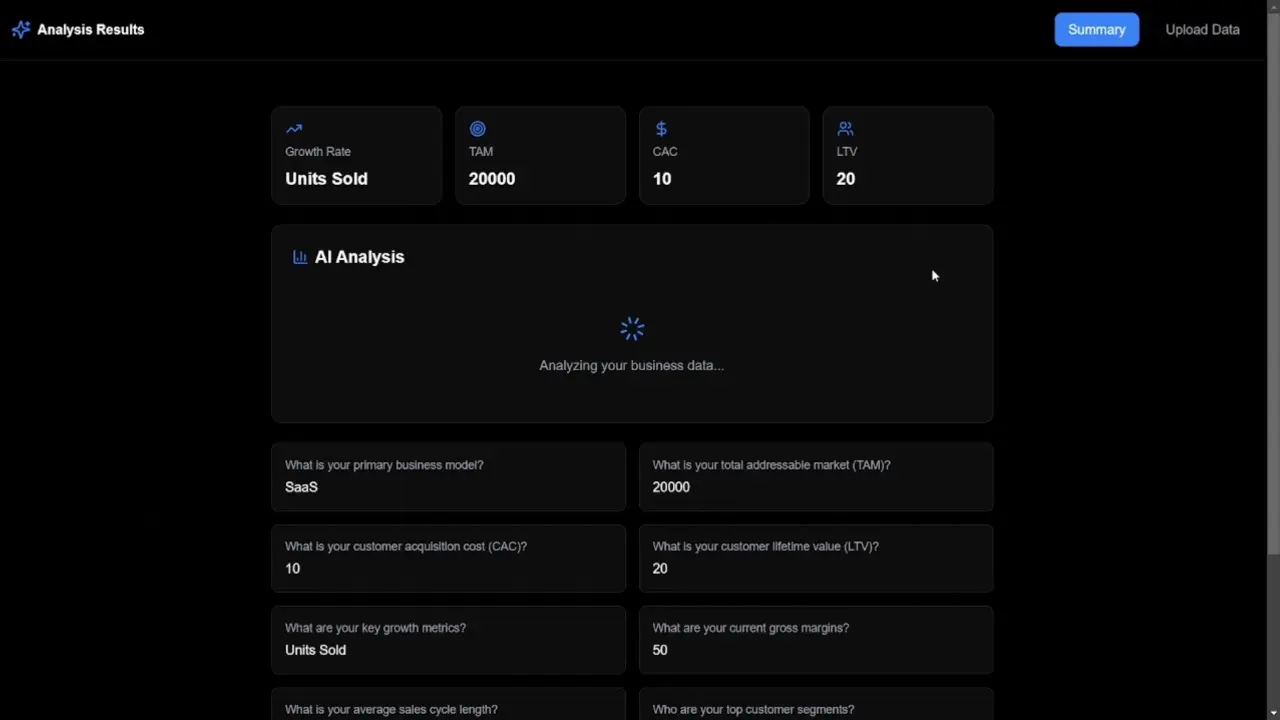 Analysis Results
Summary
Upload Data
Growth Rate
Units Sold
TAM
20000
CAC
10
LTV
20
AI Analysis
Analyzing your business data...
What is your primary business model?
SaaS
What is your total addressable market (TAM)?
20000
What is your customer acquisition cost (CAC)?
10
What is your customer lifetime value (LTV)?
20
What are your key growth metrics?
Units Sold
What are your current gross margins?
50
What is your average sales cycle length?
Who are your top customer segments?